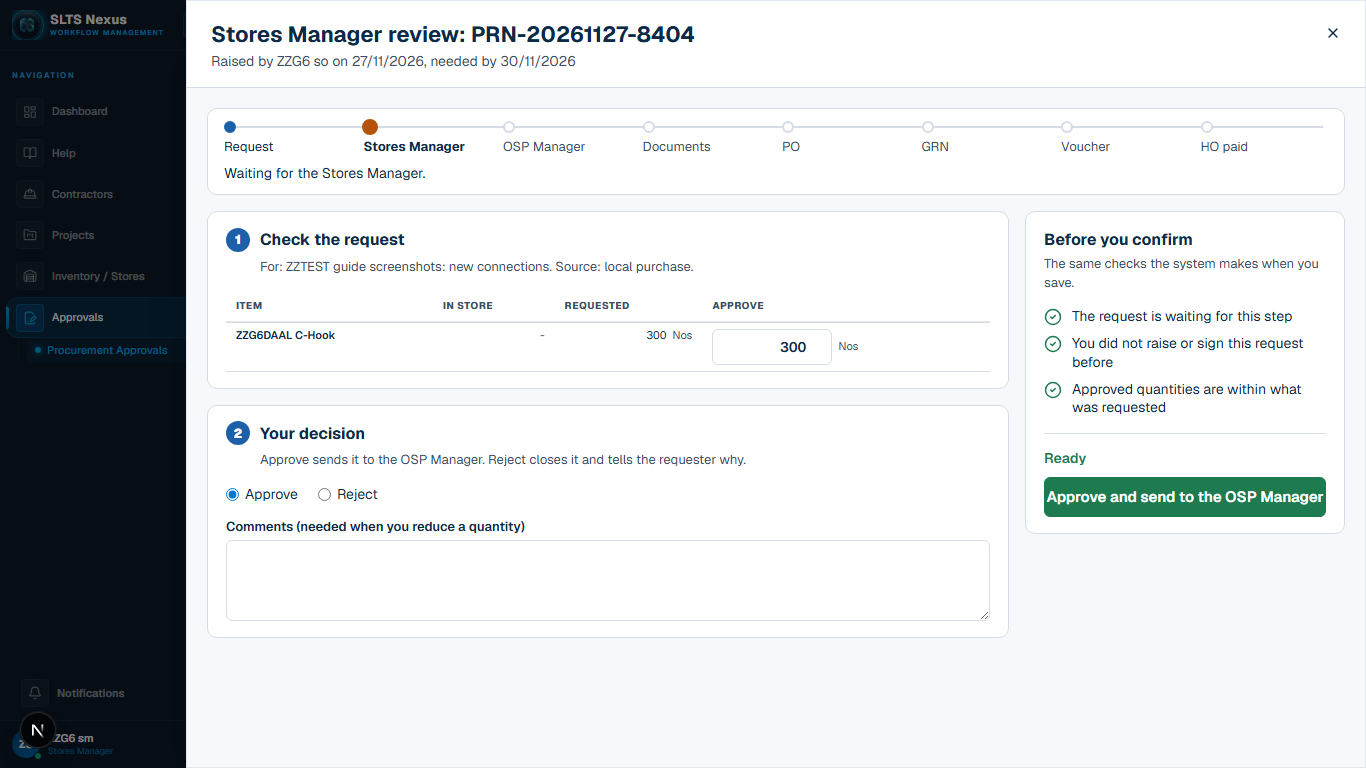 SLTS Nexus
WORKFLOW MANAGEMENT
NAVIGATION
Dashboard
Help
Contractors
Projects
Inventory / Stores
Approvals
Procurement Approvals
Notifications
N
ZZG6 sm
Stores Manager
Stores Manager review: PRN-20261127-8404
Raised by ZZG6 so on 27/11/2026, needed by 30/11/2026
Request
Stores Manager
OSP Manager
Documents
PO
GRN
Voucher
HO paid
Waiting for the Stores Manager.
1 Check the request
For: ZZTEST guide screenshots: new connections. Source: local purchase.
ITEM IN STORE REQUESTED APPROVE
ZZG6DAAL C-Hook - 300 Nos 300 Nos
2 Your decision
Approve sends it to the OSP Manager. Reject closes it and tells the requester why.
Approve Reject
Comments (needed when you reduce a quantity)
Before you confirm
The same checks the system makes when you
save.
The request is waiting for this step
You did not raise or sign this request
before
Approved quantities are within what
was requested
Ready
Approve and send to the OSP Manager